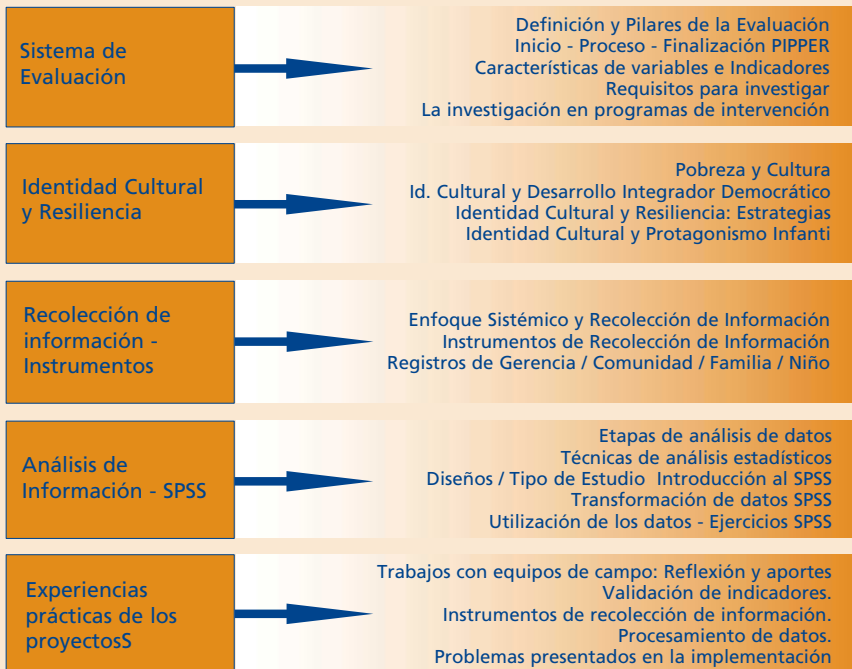 Sistema de
Evaluación
Definición y Pilares de la Evaluación
Inicio - Proceso - Finalización PIPPER
Características de variables e Indicadores
Requisitos para investigar
La investigación en programas de intervención
Identidad Cultural
y Resiliencia
Pobreza y Cultura
Id. Cultural y Desarrollo Integrador Democrático
Identidad Cultural y Resiliencia: Estrategias
Identidad Cultural y Protagonismo Infanti
Recolección de
información -
Instrumentos
Enfoque Sistémico y Recolección de Información
Instrumentos de Recolección de Información
Registros de Gerencia / Comunidad / Familia / Niño
Análisis de
Información - SPSS
Etapas de análisis de datos
Técnicas de análisis estadísticos
Diseños / Tipo de Estudio  Introducción al SPSS
Transformación de datos SPSS
Utilización de los datos - Ejercicios SPSS
Experiencias
prácticas de los
proyectosS
Trabajos con equipos de campo: Reflexión y aportes
Validación de indicadores.
Instrumentos de recolección de información.
Procesamiento de datos.
Problemas presentados en la implementación